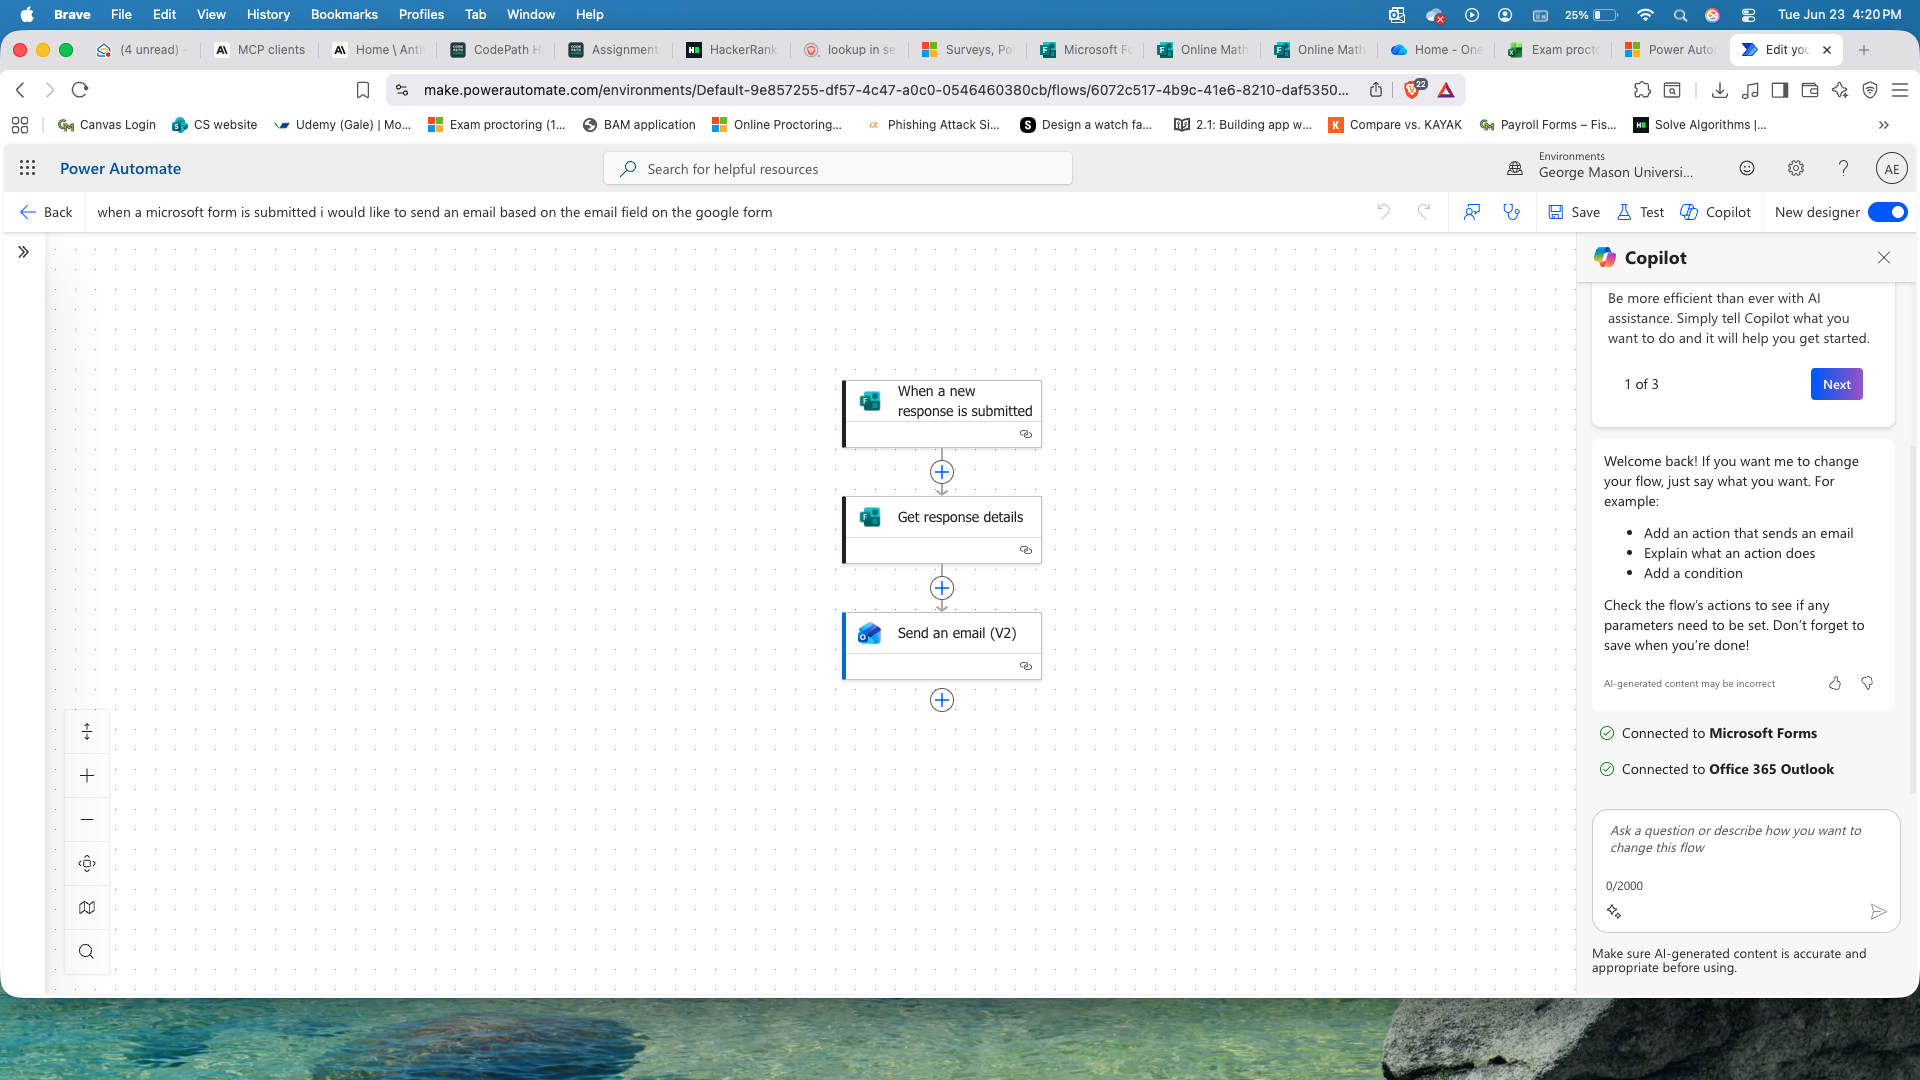 Brave File Edit View History Bookmarks Profiles Tab Window Help 25% Tue Jun 23 4:20 PM
(4 unread) - MCP clients Home \ Anth CodePath H Assignment HackerRank lookup in se Surveys, Po Microsoft Fo Online Math Online Math Home - One Exam procto Power Auto Edit you
make.powerautomate.com/environments/Default-9e857255-df57-4c47-a0c0-0546460380cb/flows/6072c517-4b9c-41e6-8210-daf5350... 22
Canvas Login CS website Udemy (Gale) | Mo... Exam proctoring (1... BAM application Online Proctoring... Phishing Attack Si... Design a watch fa... 2.1: Building app w... Compare vs. KAYAK Payroll Forms – Fis... Solve Algorithms |...
Power Automate Search for helpful resources
Environments
George Mason Universi... AE
Back when a microsoft form is submitted i would like to send an email based on the email field on the google form Save Test Copilot New designer
When a new
response is submitted
Get response details
Send an email (V2)
Copilot
Be more efficient than ever with AI
assistance. Simply tell Copilot what you
want to do and it will help you get started.
1 of 3 Next
Welcome back! If you want me to change
your flow, just say what you want. For
example:
• Add an action that sends an email
• Explain what an action does
• Add a condition
Check the flow's actions to see if any
parameters need to be set. Don't forget to
save when you're done!
AI-generated content may be incorrect
Connected to Microsoft Forms
Connected to Office 365 Outlook
Ask a question or describe how you want to
change this flow
0/2000
Make sure AI-generated content is accurate and
appropriate before using.